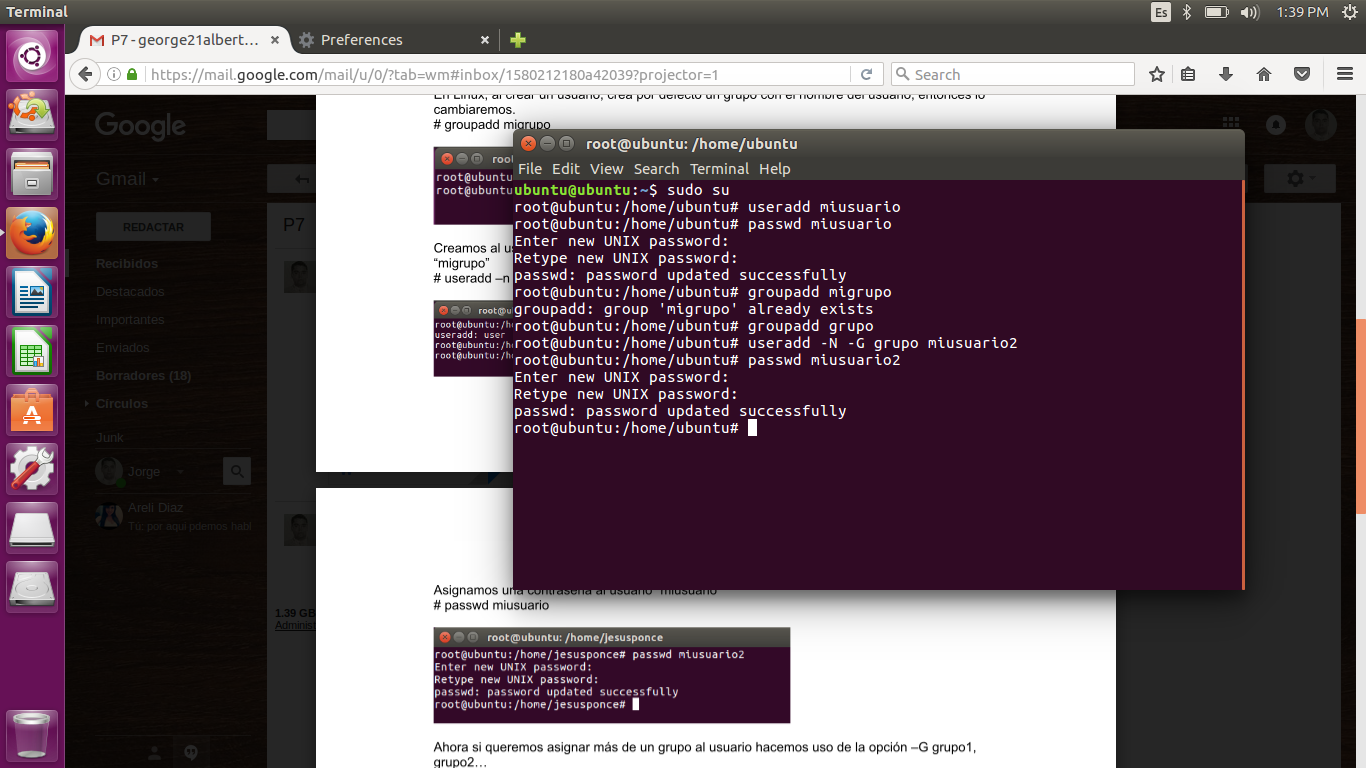 Terminal
Es
1:39 PM
P7 - george21albert...
Preferences
https://mail.google.com/mail/u/0/?tab=wm#inbox/1580212180a42039?projector=1
Search
Google
Gmail
REDACTAR
Recibidos
Destacados
Importantes
Enviados
Borradores (18)
Círculos
Junk
Jorge
Areli Diaz
Tú: por aqui pdemos habl
P7
1.39 GB
Administ
En Linux, al crear un usuario, crea por defecto un grupo con el nombre del usuario, entonces lo
cambiaremos.
# groupadd migrupo
root
root@ubuntu
root@ubuntu
Creamos al us
“migrupo”
# useradd –n
root@u
root@ubuntu:/h
useradd: user
root@ubuntu:/h
root@ubuntu:/h
root@ubuntu: /home/ubuntu
File Edit View Search Terminal Help
ubuntu@ubuntu:~$ sudo su
root@ubuntu:/home/ubuntu# useradd miusuario
root@ubuntu:/home/ubuntu# passwd miusuario
Enter new UNIX password:
Retype new UNIX password:
passwd: password updated successfully
root@ubuntu:/home/ubuntu# groupadd migrupo
groupadd: group 'migrupo' already exists
root@ubuntu:/home/ubuntu# groupadd grupo
root@ubuntu:/home/ubuntu# useradd -N -G grupo miusuario2
root@ubuntu:/home/ubuntu# passwd miusuario2
Enter new UNIX password:
Retype new UNIX password:
passwd: password updated successfully
root@ubuntu:/home/ubuntu#
Asignamos una contraseña al usuario “miusuario”
# passwd miusuario
root@ubuntu: /home/jesusponce
root@ubuntu:/home/jesusponce# passwd miusuario2
Enter new UNIX password:
Retype new UNIX password:
passwd: password updated successfully
root@ubuntu:/home/jesusponce#
Ahora si queremos asignar más de un grupo al usuario hacemos uso de la opción –G grupo1,
grupo2…